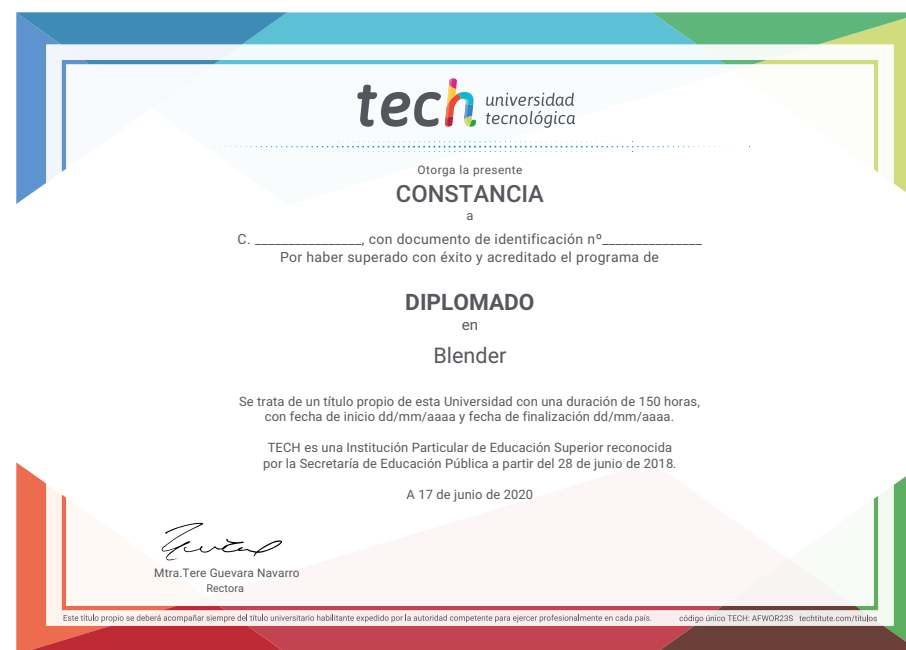 tech universidad
tecnológica
Otorga la presente
CONSTANCIA
a
C. ________________, con documento de identificación nº_______________
Por haber superado con éxito y acreditado el programa de
DIPLOMADO
en
Blender
Se trata de un título propio de esta Universidad con una duración de 150 horas,
con fecha de inicio dd/mm/aaaa y fecha de finalización dd/mm/aaaa.
TECH es una Institución Particular de Educación Superior reconocida
por la Secretaría de Educación Pública a partir del 28 de junio de 2018.
A 17 de junio de 2020
Mtra.Tere Guevara Navarro
Rectora
Este título propio se deberá acompañar siempre del título universitario habilitante expedido por la autoridad competente para ejercer profesionalmente en cada país. código único TECH: AFWOR23S techtitute.com/titulos